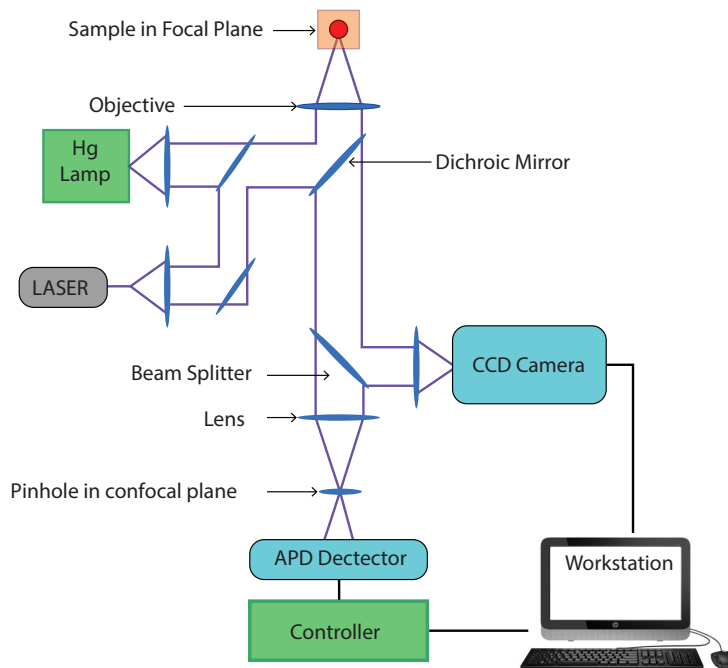 Sample in Focal Plane
Objective
Hg
Lamp
Dichroic Mirror
LASER
Beam Splitter
CCD Camera
Lens
Pinhole in confocal plane
APD Dectector
Workstation
Controller
hp